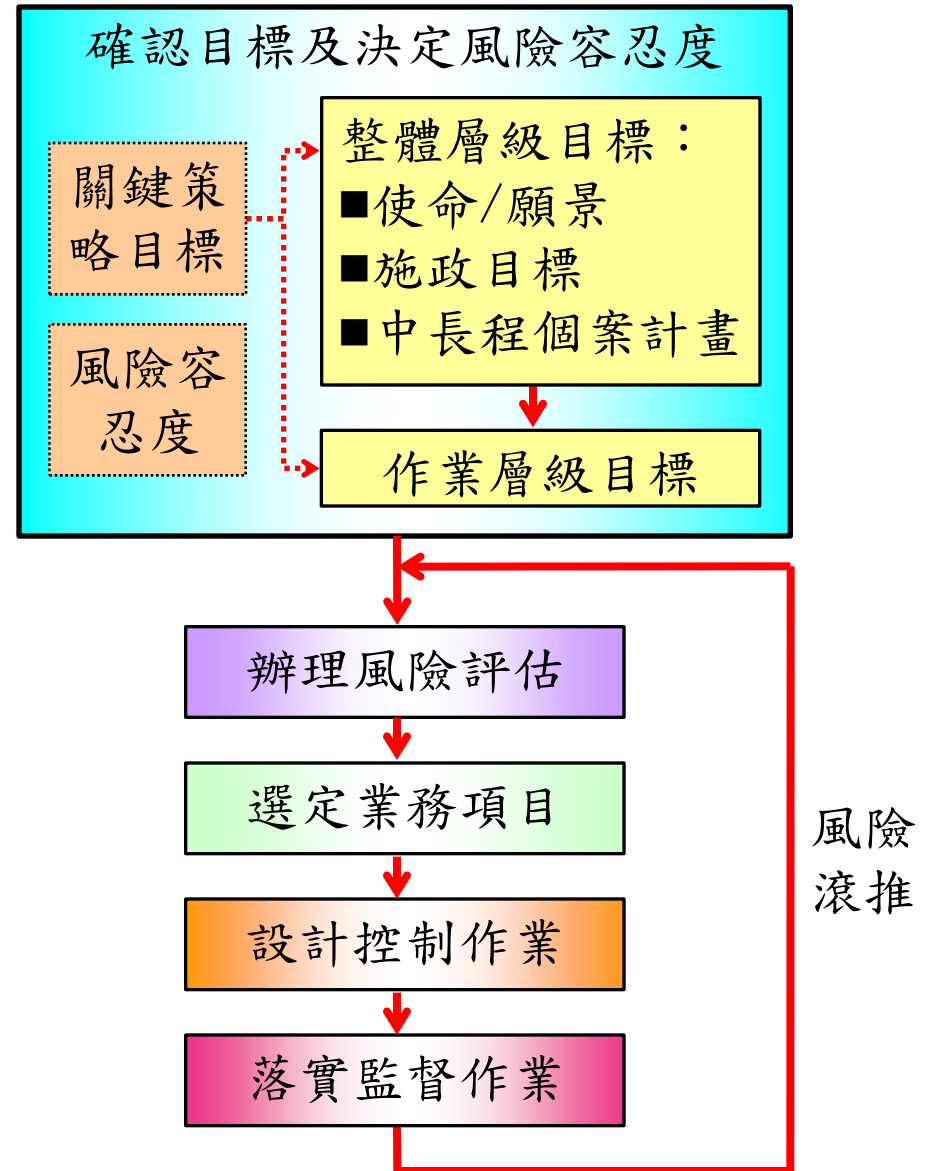 確認目標及決定風險容忍度
關鍵策
略目標
風險容
忍度
整體層級目標：
■使命/願景
■施政目標
■中長程個案計畫
作業層級目標
辦理風險評估
選定業務項目
設計控制作業
落實監督作業
風險
滾推